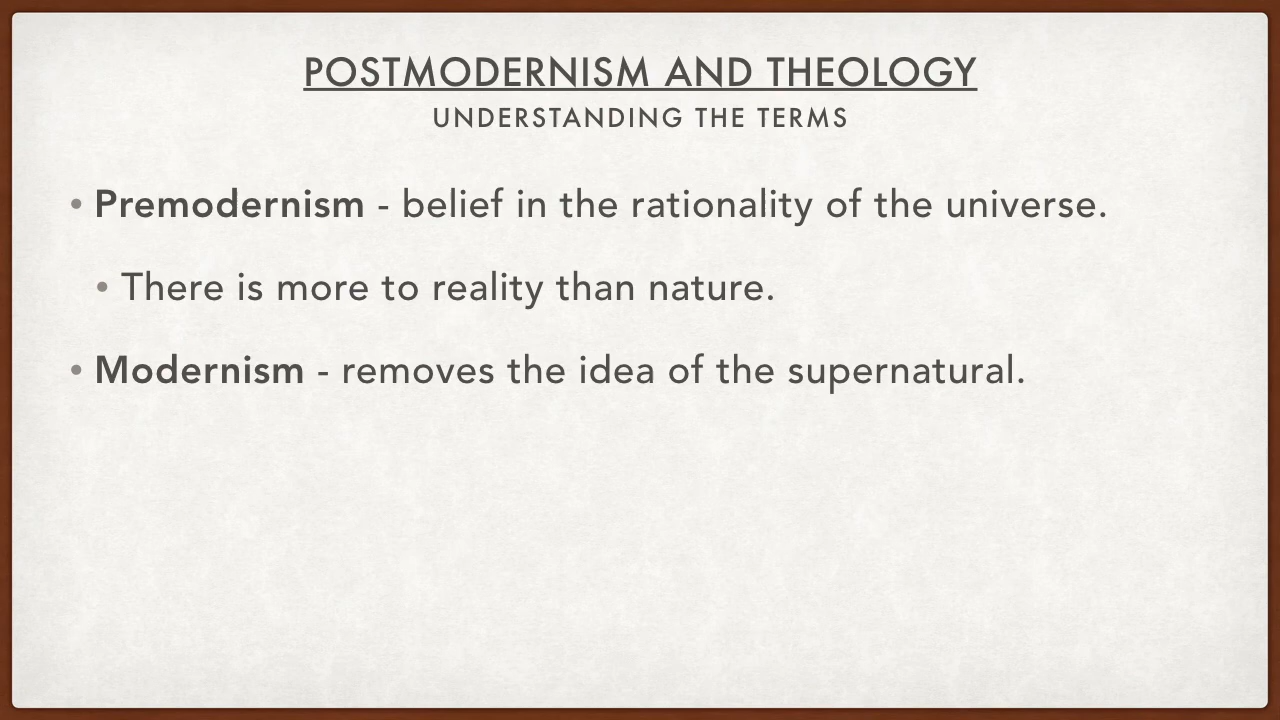 POSTMODERNISM AND THEOLOGY
UNDERSTANDING THE TERMS
• Premodernism - belief in the rationality of the universe.
• There is more to reality than nature.
• Modernism - removes the idea of the supernatural.